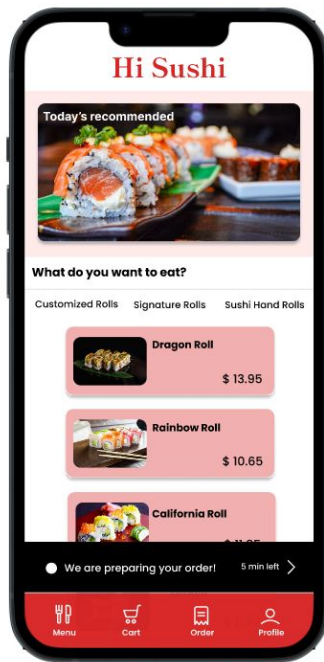 Hi Sushi
Today's recommended
What do you want to eat?
Customized Rolls Signature Rolls Sushi Hand Rolls
Dragon Roll
$ 13.95
Rainbow Roll
$ 10.65
California Roll
We are preparing your order! 5 min left
Menu Cart Order Profile